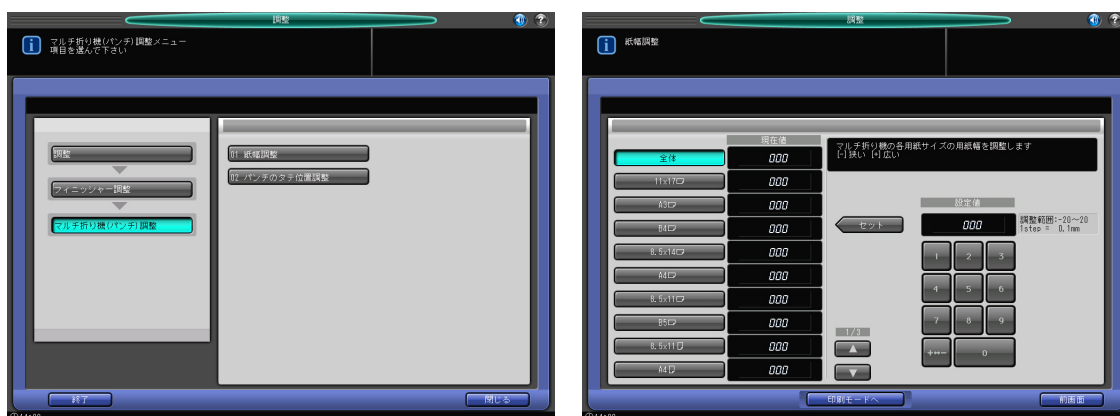 調整
マルチ折り機(パンチ)調整メニュー
項目を選んで下さい
調整
フィニッシャー調整
マルチ折り機(パンチ)調整
01 紙幅調整
02 パンチのタテ位置調整
終了
閉じる
調整
紙幅調整
現在値
全体 000
11x17 000
A3 000
B4 000
8.5x14 000
A4 000
8.5x11 000
B5 000
8.5x11 000
A4 000
マルチ折り機の各用紙サイズの用紙幅を調整します
[-]狭い [+]広い
設定値
セット
000
調整範囲:-20～20
1step = 0.1mm
1 2 3
4 5 6
7 8 9
0
1/3
印刷モードへ
前画面